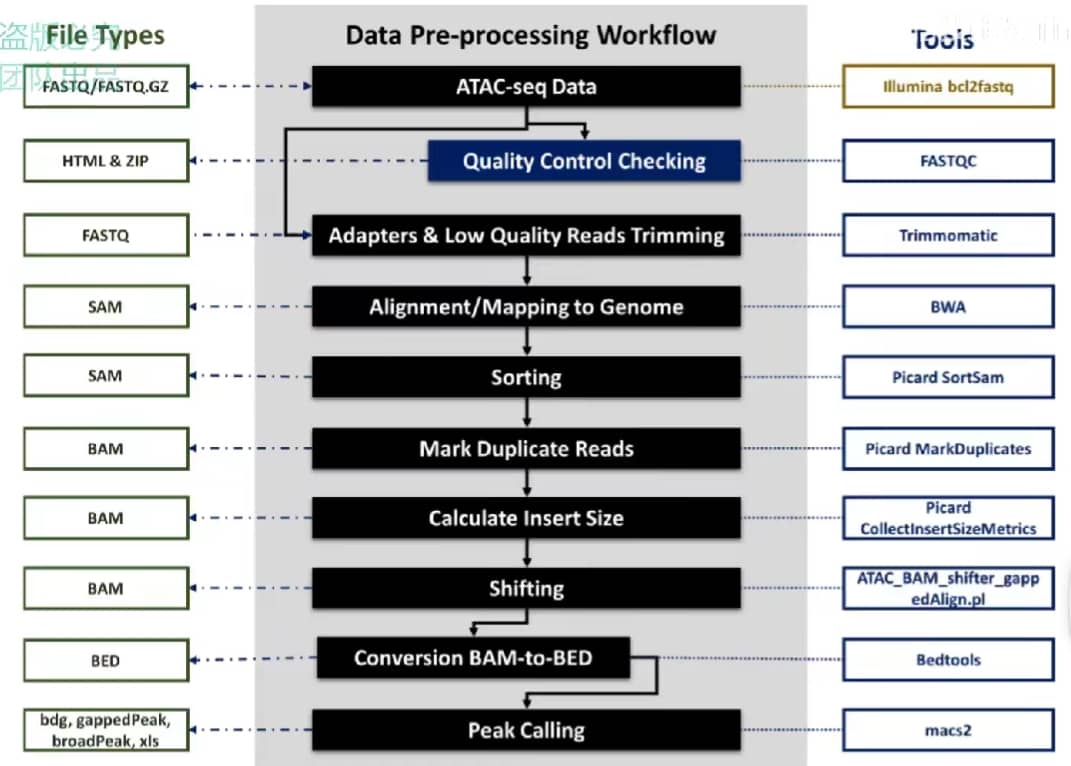 File Types
Data Pre-processing Workflow
Tools
盗版必究
团队出品
FASTQ/FASTQ.GZ
ATAC-seq Data
Illumina bcl2fastq
HTML & ZIP
Quality Control Checking
FASTQC
FASTQ
Adapters & Low Quality Reads Trimming
Trimmomatic
SAM
Alignment/Mapping to Genome
BWA
SAM
Sorting
Picard SortSam
BAM
Mark Duplicate Reads
Picard MarkDuplicates
BAM
Calculate Insert Size
Picard
CollectInsertSizeMetrics
BAM
Shifting
ATAC_BAM_shifter_gapp
edAlign.pl
BED
Conversion BAM-to-BED
Bedtools
bdg, gappedPeak,
broadPeak, xls
Peak Calling
macs2